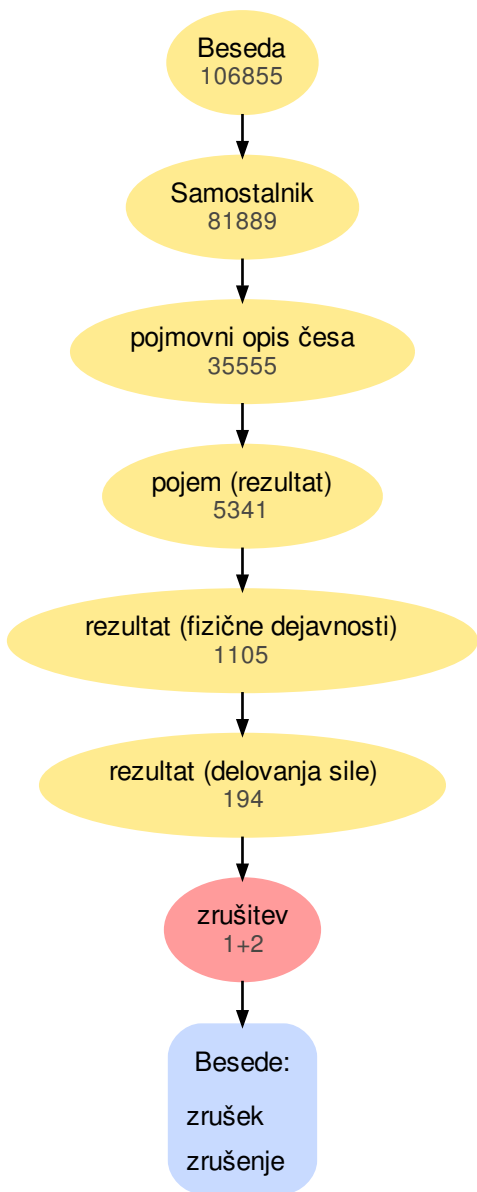 Beseda
106855
Samostalnik
81889
pojmovni opis česa
35555
pojem (rezultat)
5341
rezultat (fizične dejavnosti)
1105
rezultat (delovanja sile)
194
zrušitev
1+2
Besede:
zrušek
zrušenje